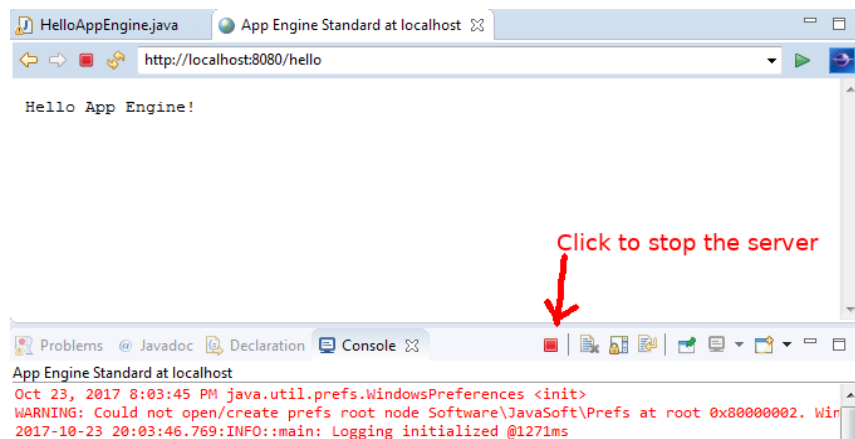 HelloAppEngine.java App Engine Standard at localhost
http://localhost:8080/hello
Hello App Engine!
Click to stop the server
Problems @ Javadoc Declaration Console
App Engine Standard at localhost
Oct 23, 2017 8:03:45 PM java.util.prefs.WindowsPreferences <init>
WARNING: Could not open/create prefs root node Software\JavaSoft\Prefs at root 0x80000002. Wir
2017-10-23 20:03:46.769:INFO::main: Logging initialized @1271ms